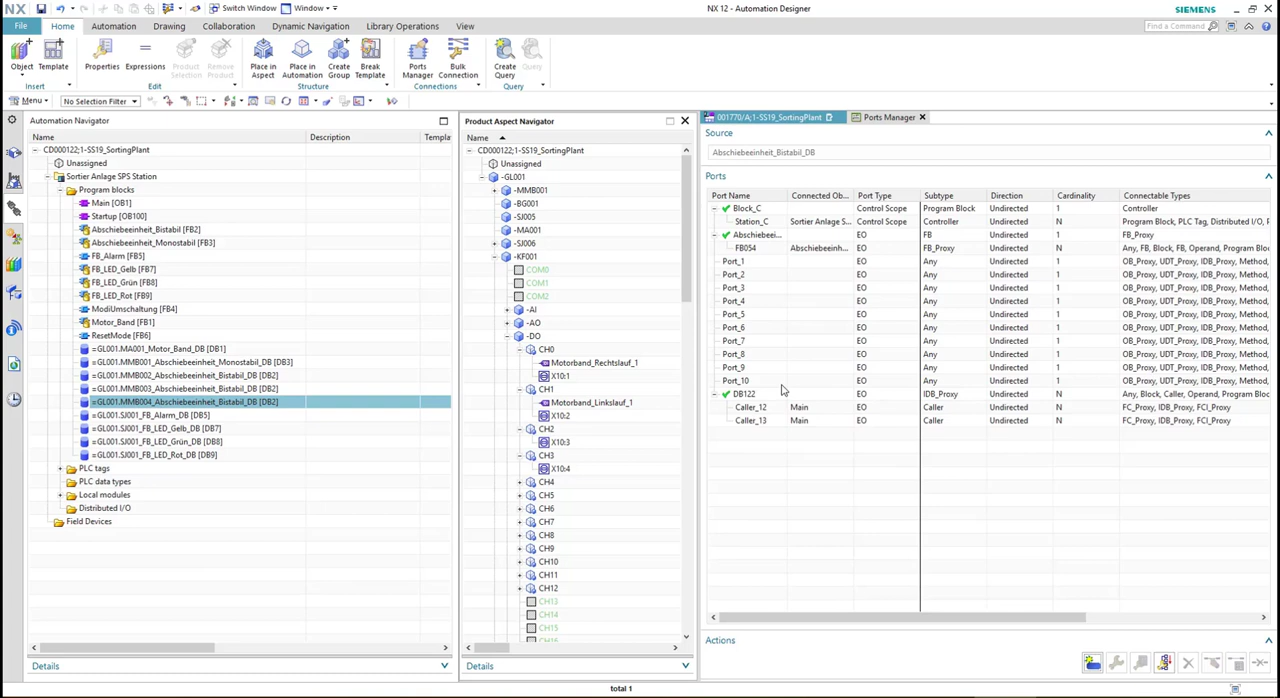 NX
Switch Window
Window
NX 12 - Automation Designer
SIEMENS
File
Home
Automation
Drawing
Collaboration
Dynamic Navigation
Library Operations
View
Find a Command
Object
Template
Properties
Expressions
Product Selection
Remove Product
Place in Aspect
Place in Automation
Create Group
Break Template
Ports Manager
Bulk Connection
Create Query
Query
Insert
Edit
Structure
Connections
Query
Menu
No Selection Filter
Automation Navigator
Name
Description
Templa
CD000122;1-SS19_SortingPlant
Unassigned
Sortier Anlage SPS Station
Program blocks
Main [OB1]
Startup [OB100]
Abschiebeeinheit_Bistabil [FB2]
Abschiebeeinheit_Monostabil [FB3]
FB_Alarm [FB5]
FB_LED_Gelb [FB7]
FB_LED_Grün [FB8]
FB_LED_Rot [FB9]
ModiUmschaltung [FB4]
Motor_Band [FB1]
ResetMode [FB6]
=GL001.MA001_Motor_Band_DB [DB1]
=GL001.MMB001_Abschiebeeinheit_Monostabil_DB [DB3]
=GL001.MMB002_Abschiebeeinheit_Bistabil_DB [DB2]
=GL001.MMB003_Abschiebeeinheit_Bistabil_DB [DB2]
=GL001.MMB004_Abschiebeeinheit_Bistabil_DB [DB2]
=GL001.SJ001_FB_Alarm_DB [DB5]
=GL001.SJ001_FB_LED_Gelb_DB [DB7]
=GL001.SJ001_FB_LED_Grün_DB [DB8]
=GL001.SJ001_FB_LED_Rot_DB [DB9]
PLC tags
PLC data types
Local modules
Distributed I/O
Field Devices
Details
Product Aspect Navigator
Name
CD000122;1-SS19_SortingPlant
Unassigned
-GL001
-MMB001
-BG001
-SJ005
-MA001
-SJ006
-KF001
COM0
COM1
COM2
-AI
-AO
-DO
CH0
Motorband_Rechtslauf_1
X10:1
CH1
Motorband_Linkslauf_1
X10:2
CH2
X10:3
CH3
X10:4
CH4
CH5
CH6
CH7
CH8
CH9
CH10
CH11
CH12
CH13
CH14
CH15
Details
001770/A;1-SS19_SortingPlant
Ports Manager
Source
Abschiebeeinheit_Bistabil_DB
Ports
Port Name Connected Ob... Port Type Subtype Direction Cardinality Connectable Types
Block_C Control Scope Program Block Undirected 1 Controller
Station_C Sortier Anlage S... Control Scope Controller Undirected N Program Block, PLC Tag, Distributed I/O,
Abschiebeei... EO FB Undirected 1 FB_Proxy
FB054 Abschiebeeinh... EO FB_Proxy Undirected N Any, FB, Block, FB, Operand, Program Bloc
Port_1 EO Any Undirected 1 OB_Proxy, UDT_Proxy, IDB_Proxy, Method,
Port_2 EO Any Undirected 1 OB_Proxy, UDT_Proxy, IDB_Proxy, Method,
Port_3 EO Any Undirected 1 OB_Proxy, UDT_Proxy, IDB_Proxy, Method,
Port_4 EO Any Undirected 1 OB_Proxy, UDT_Proxy, IDB_Proxy, Method,
Port_5 EO Any Undirected 1 OB_Proxy, UDT_Proxy, IDB_Proxy, Method,
Port_6 EO Any Undirected 1 OB_Proxy, UDT_Proxy, IDB_Proxy, Method,
Port_7 EO Any Undirected 1 OB_Proxy, UDT_Proxy, IDB_Proxy, Method,
Port_8 EO Any Undirected 1 OB_Proxy, UDT_Proxy, IDB_Proxy, Method,
Port_9 EO Any Undirected 1 OB_Proxy, UDT_Proxy, IDB_Proxy, Method,
Port_10 EO Any Undirected 1 OB_Proxy, UDT_Proxy, IDB_Proxy, Method,
DB122 EO IDB_Proxy Undirected N Any, Block, Caller, Operand, Program Bloc
Caller_12 Main EO Caller Undirected N FC_Proxy, IDB_Proxy, FCI_Proxy
Caller_13 Main EO Caller Undirected N FC_Proxy, IDB_Proxy, FCI_Proxy
Actions
total 1